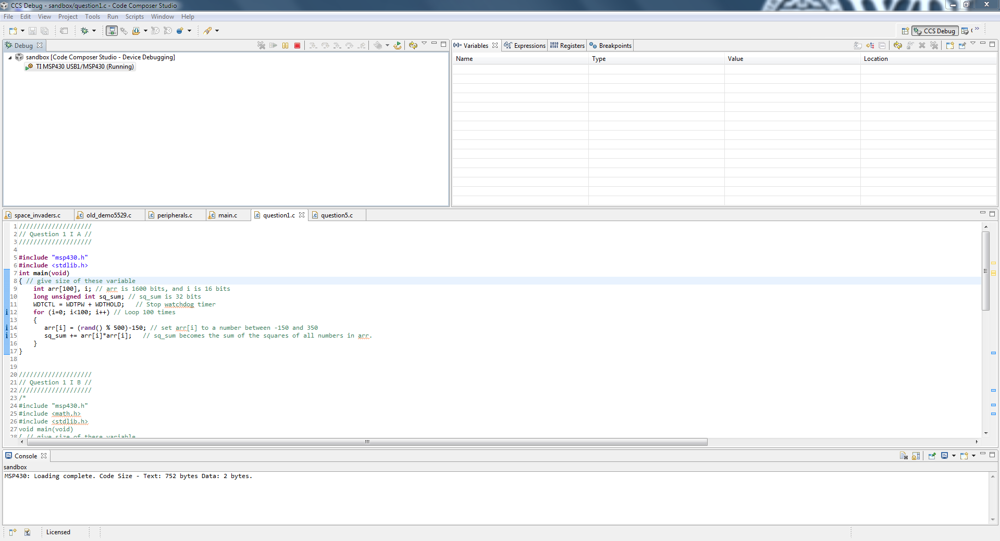 CCS Debug - sandbox/question1.c - Code Composer Studio
File Edit View Project Tools Run Scripts Window Help
CCS Debug
Debug
sandbox [Code Composer Studio - Device Debugging]
TI MSP430 USB1/MSP430 (Running)
(x)= Variables Expressions 1010 0101 Registers Breakpoints
Name Type Value Location
space_invaders.c old_demo5529.c peripherals.c main.c question1.c question5.c
1 ////////////////////
2 // Question 1 I A //
3 ////////////////////
4
5 #include "msp430.h"
6 #include <stdlib.h>
7 int main(void)
8 { // give size of these variable
9 int arr[100], i; // arr is 1600 bits, and i is 16 bits
10 long unsigned int sq_sum; // sq_sum is 32 bits
11 WDTCTL = WDTPW + WDTHOLD; // Stop watchdog timer
12 for (i=0; i<100; i++) // Loop 100 times
13 {
14 arr[i] = (rand() % 500)-150; // set arr[i] to a number between -150 and 350
15 sq_sum += arr[i]*arr[i]; // sq_sum becomes the sum of the squares of all numbers in arr.
16 }
17 }
18
19
20 ////////////////////
21 // Question 1 I B //
22 ////////////////////
23 /*
24 #include "msp430.h"
25 #include <math.h>
26 #include <stdlib.h>
27 void main(void)
28 { // give size of these variable
Console
sandbox
MSP430: Loading complete. Code Size - Text: 752 bytes Data: 2 bytes.
Licensed